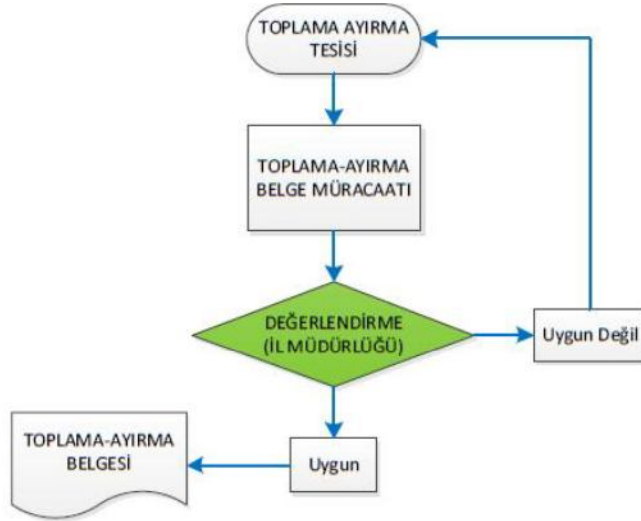 TOPLAMA AYIRMA
TESİSİ
TOPLAMA-AYIRMA
BELGE MÜRACAATI
DEĞERLENDİRME
(İL MÜDÜRLÜĞÜ)
Uygun Değil
Uygun
TOPLAMA-AYIRMA
BELGESİ